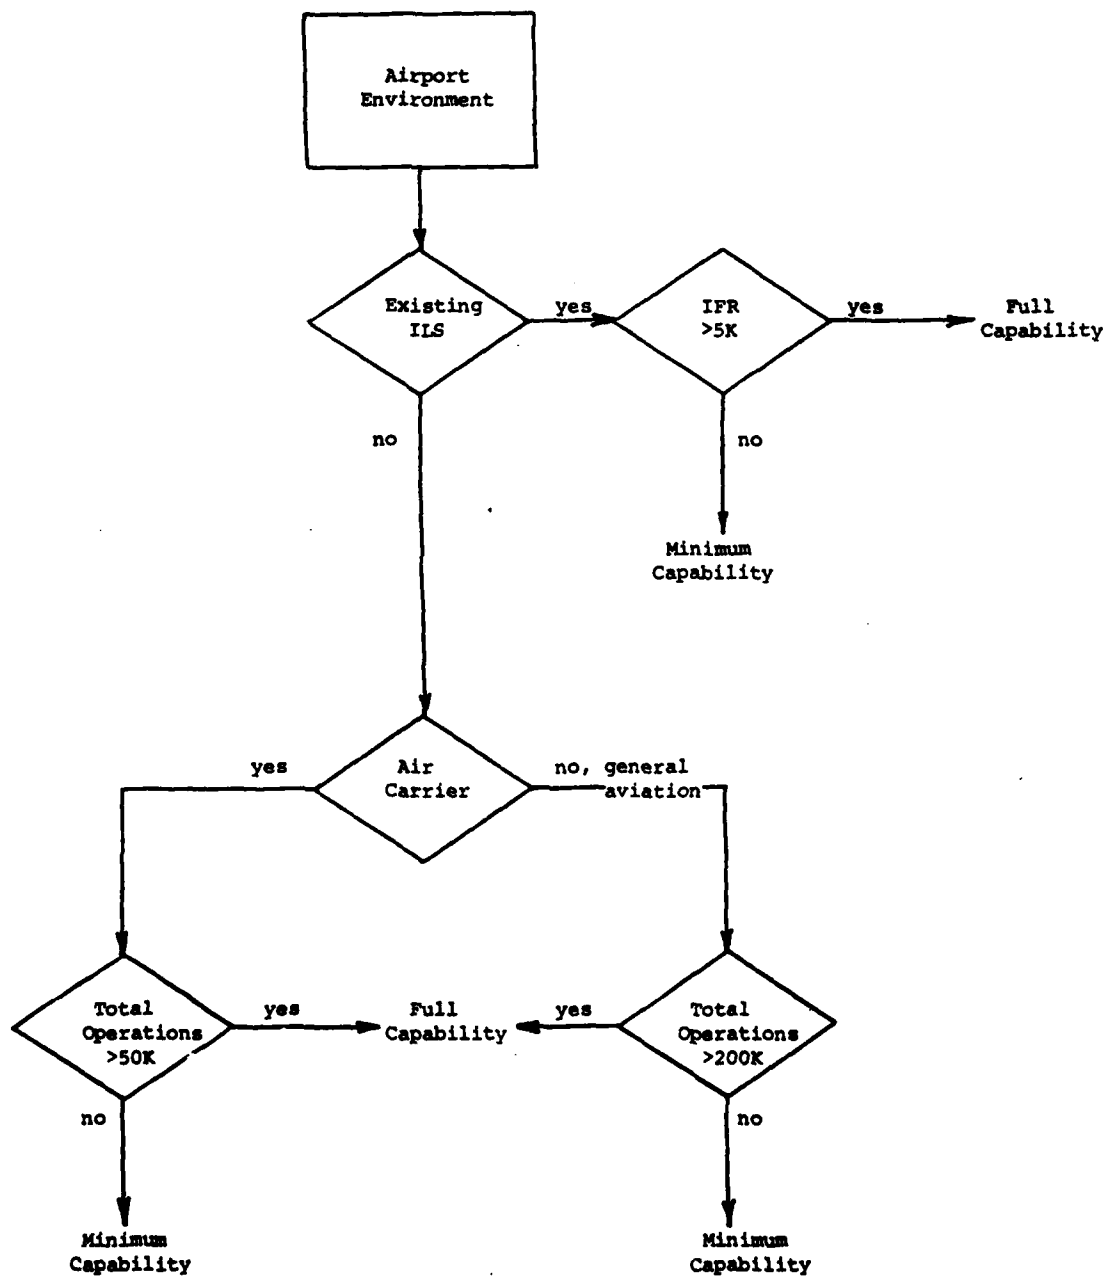 Airport
Environment
Existing
ILS
yes
IFR
>5K
yes
Full
Capability
no
no
Minimum
Capability
yes
Air
Carrier
no, general
aviation
Total
Operations
>50K
yes
Full
Capability
yes
Total
Operations
>200K
no
no
Minimum
Capability
Minimum
Capability